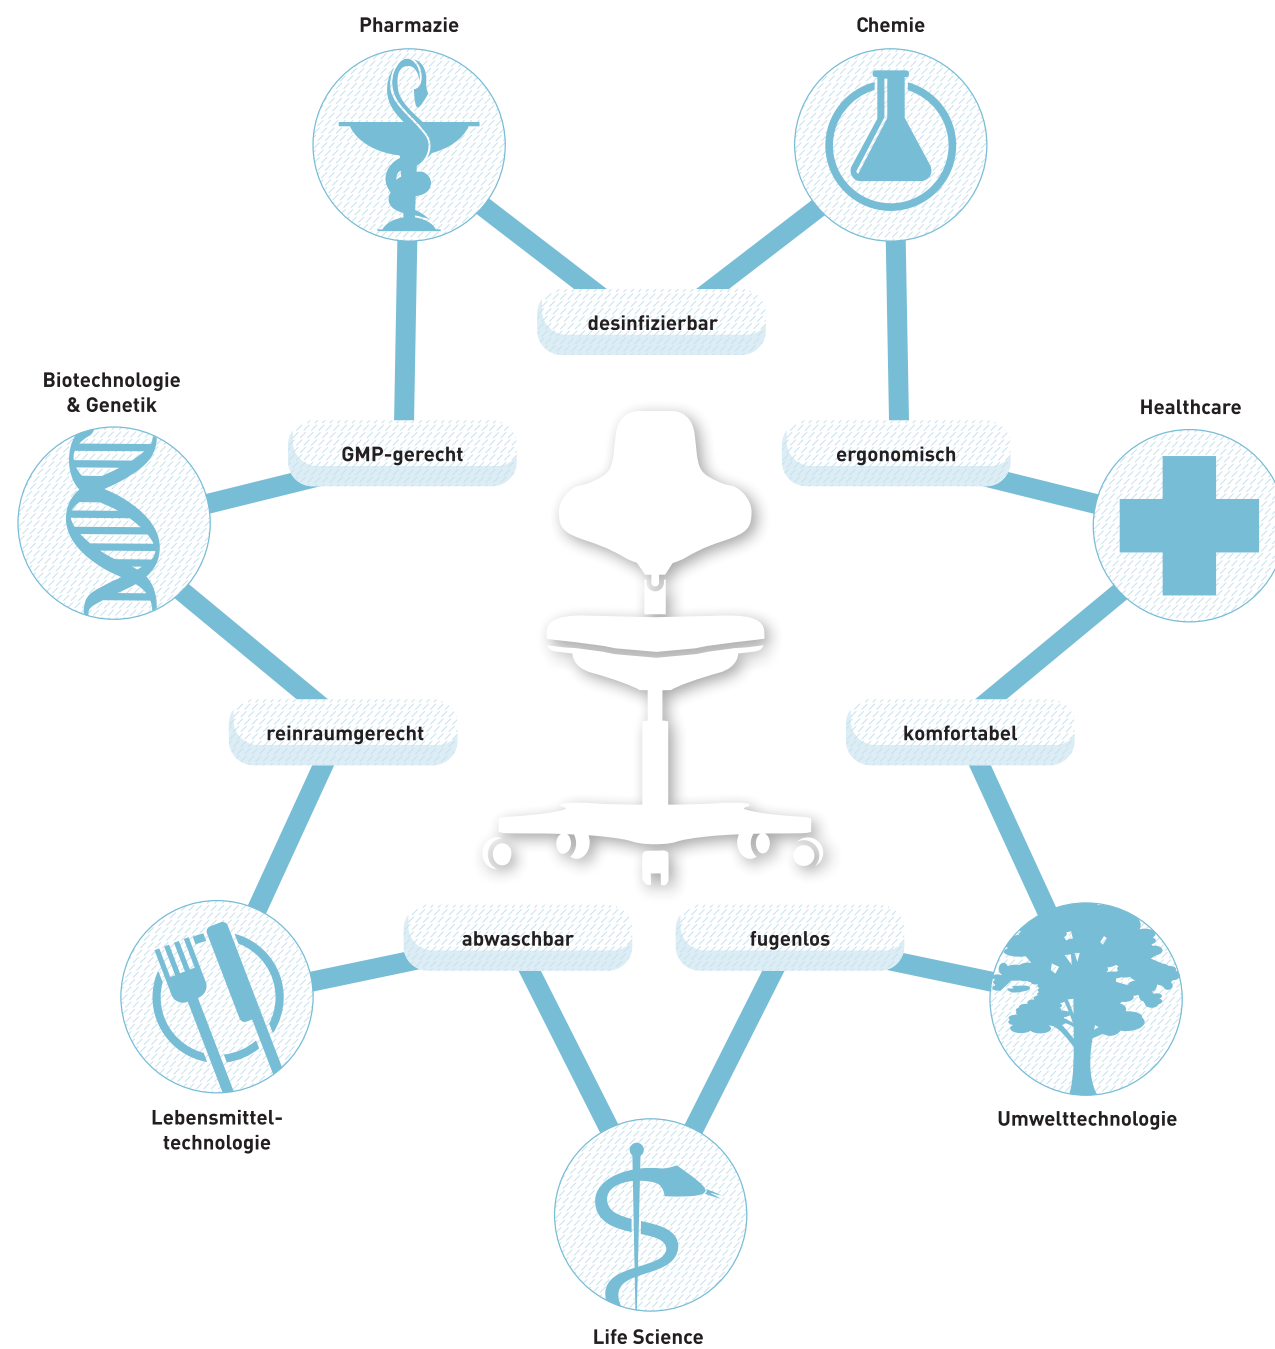 Pharmazie
Chemie
desinfizierbar
Biotechnologie
& Genetik
Healthcare
GMP-gerecht
ergonomisch
reinraumgerecht
komfortabel
abwaschbar
fugenlos
Lebensmittel-
technologie
Umwelttechnologie
Life Science